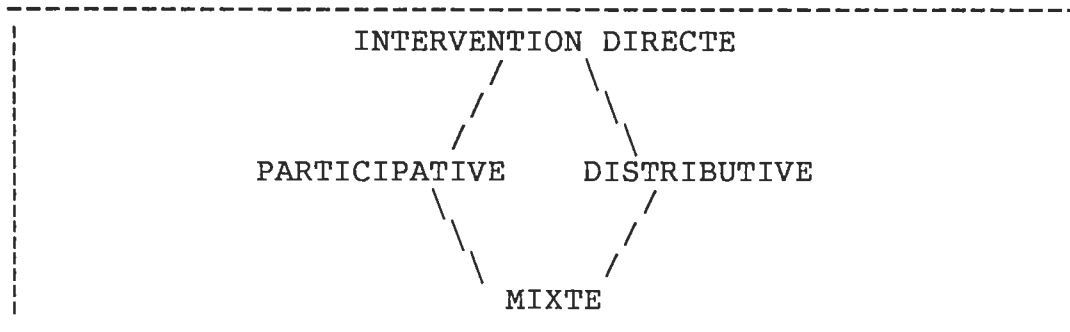 INTERVENTION DIRECTE
PARTICIPATIVE DISTRIBUTIVE
MIXTE